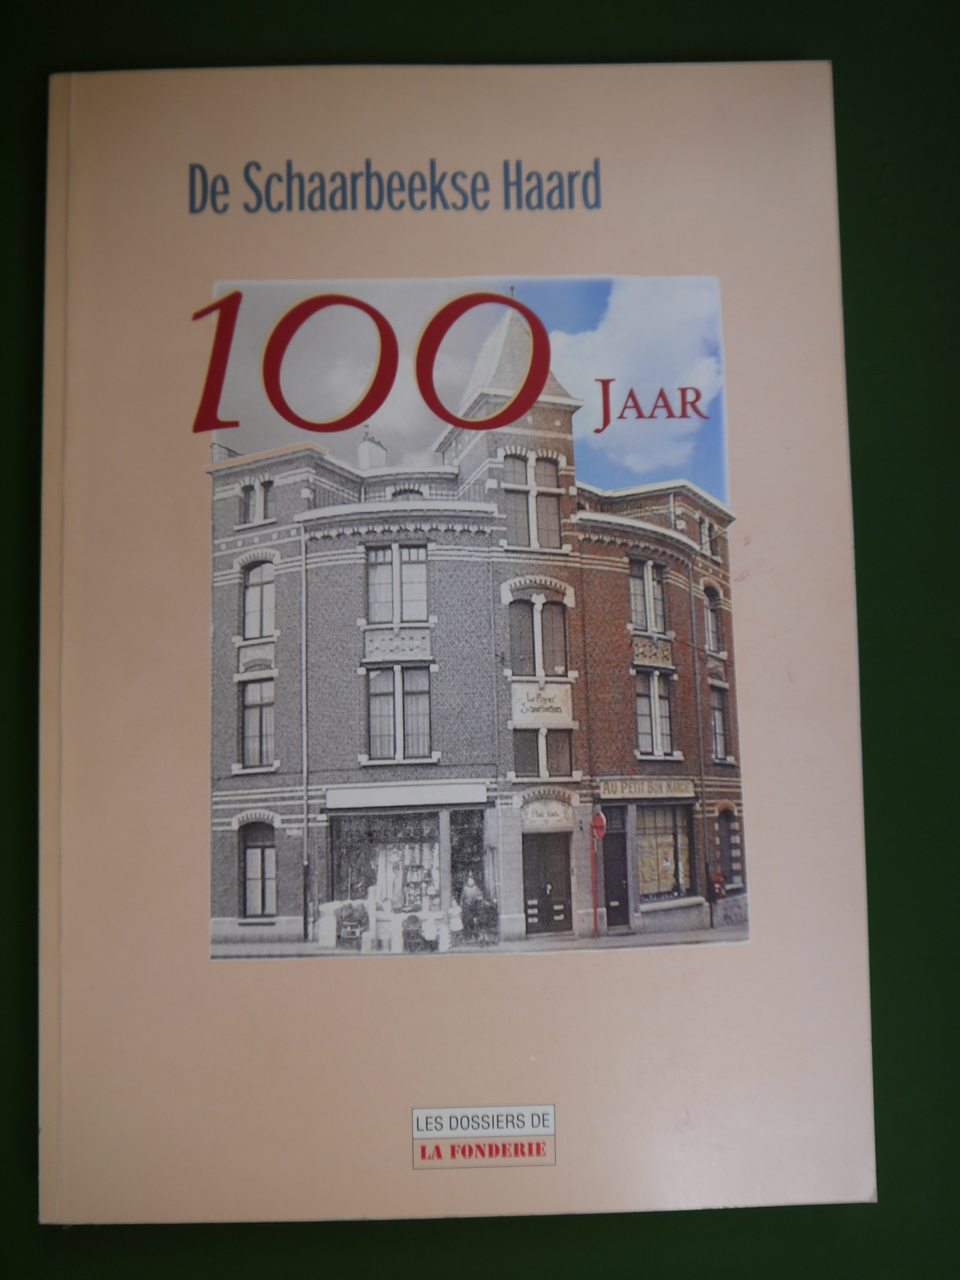 De Schaarbeekse Haard
100
JAAR
Le Foyer
Schaerbeekois
AU PETIT BON MARCHÉ
LES DOSSIERS DE
LA FONDERIE